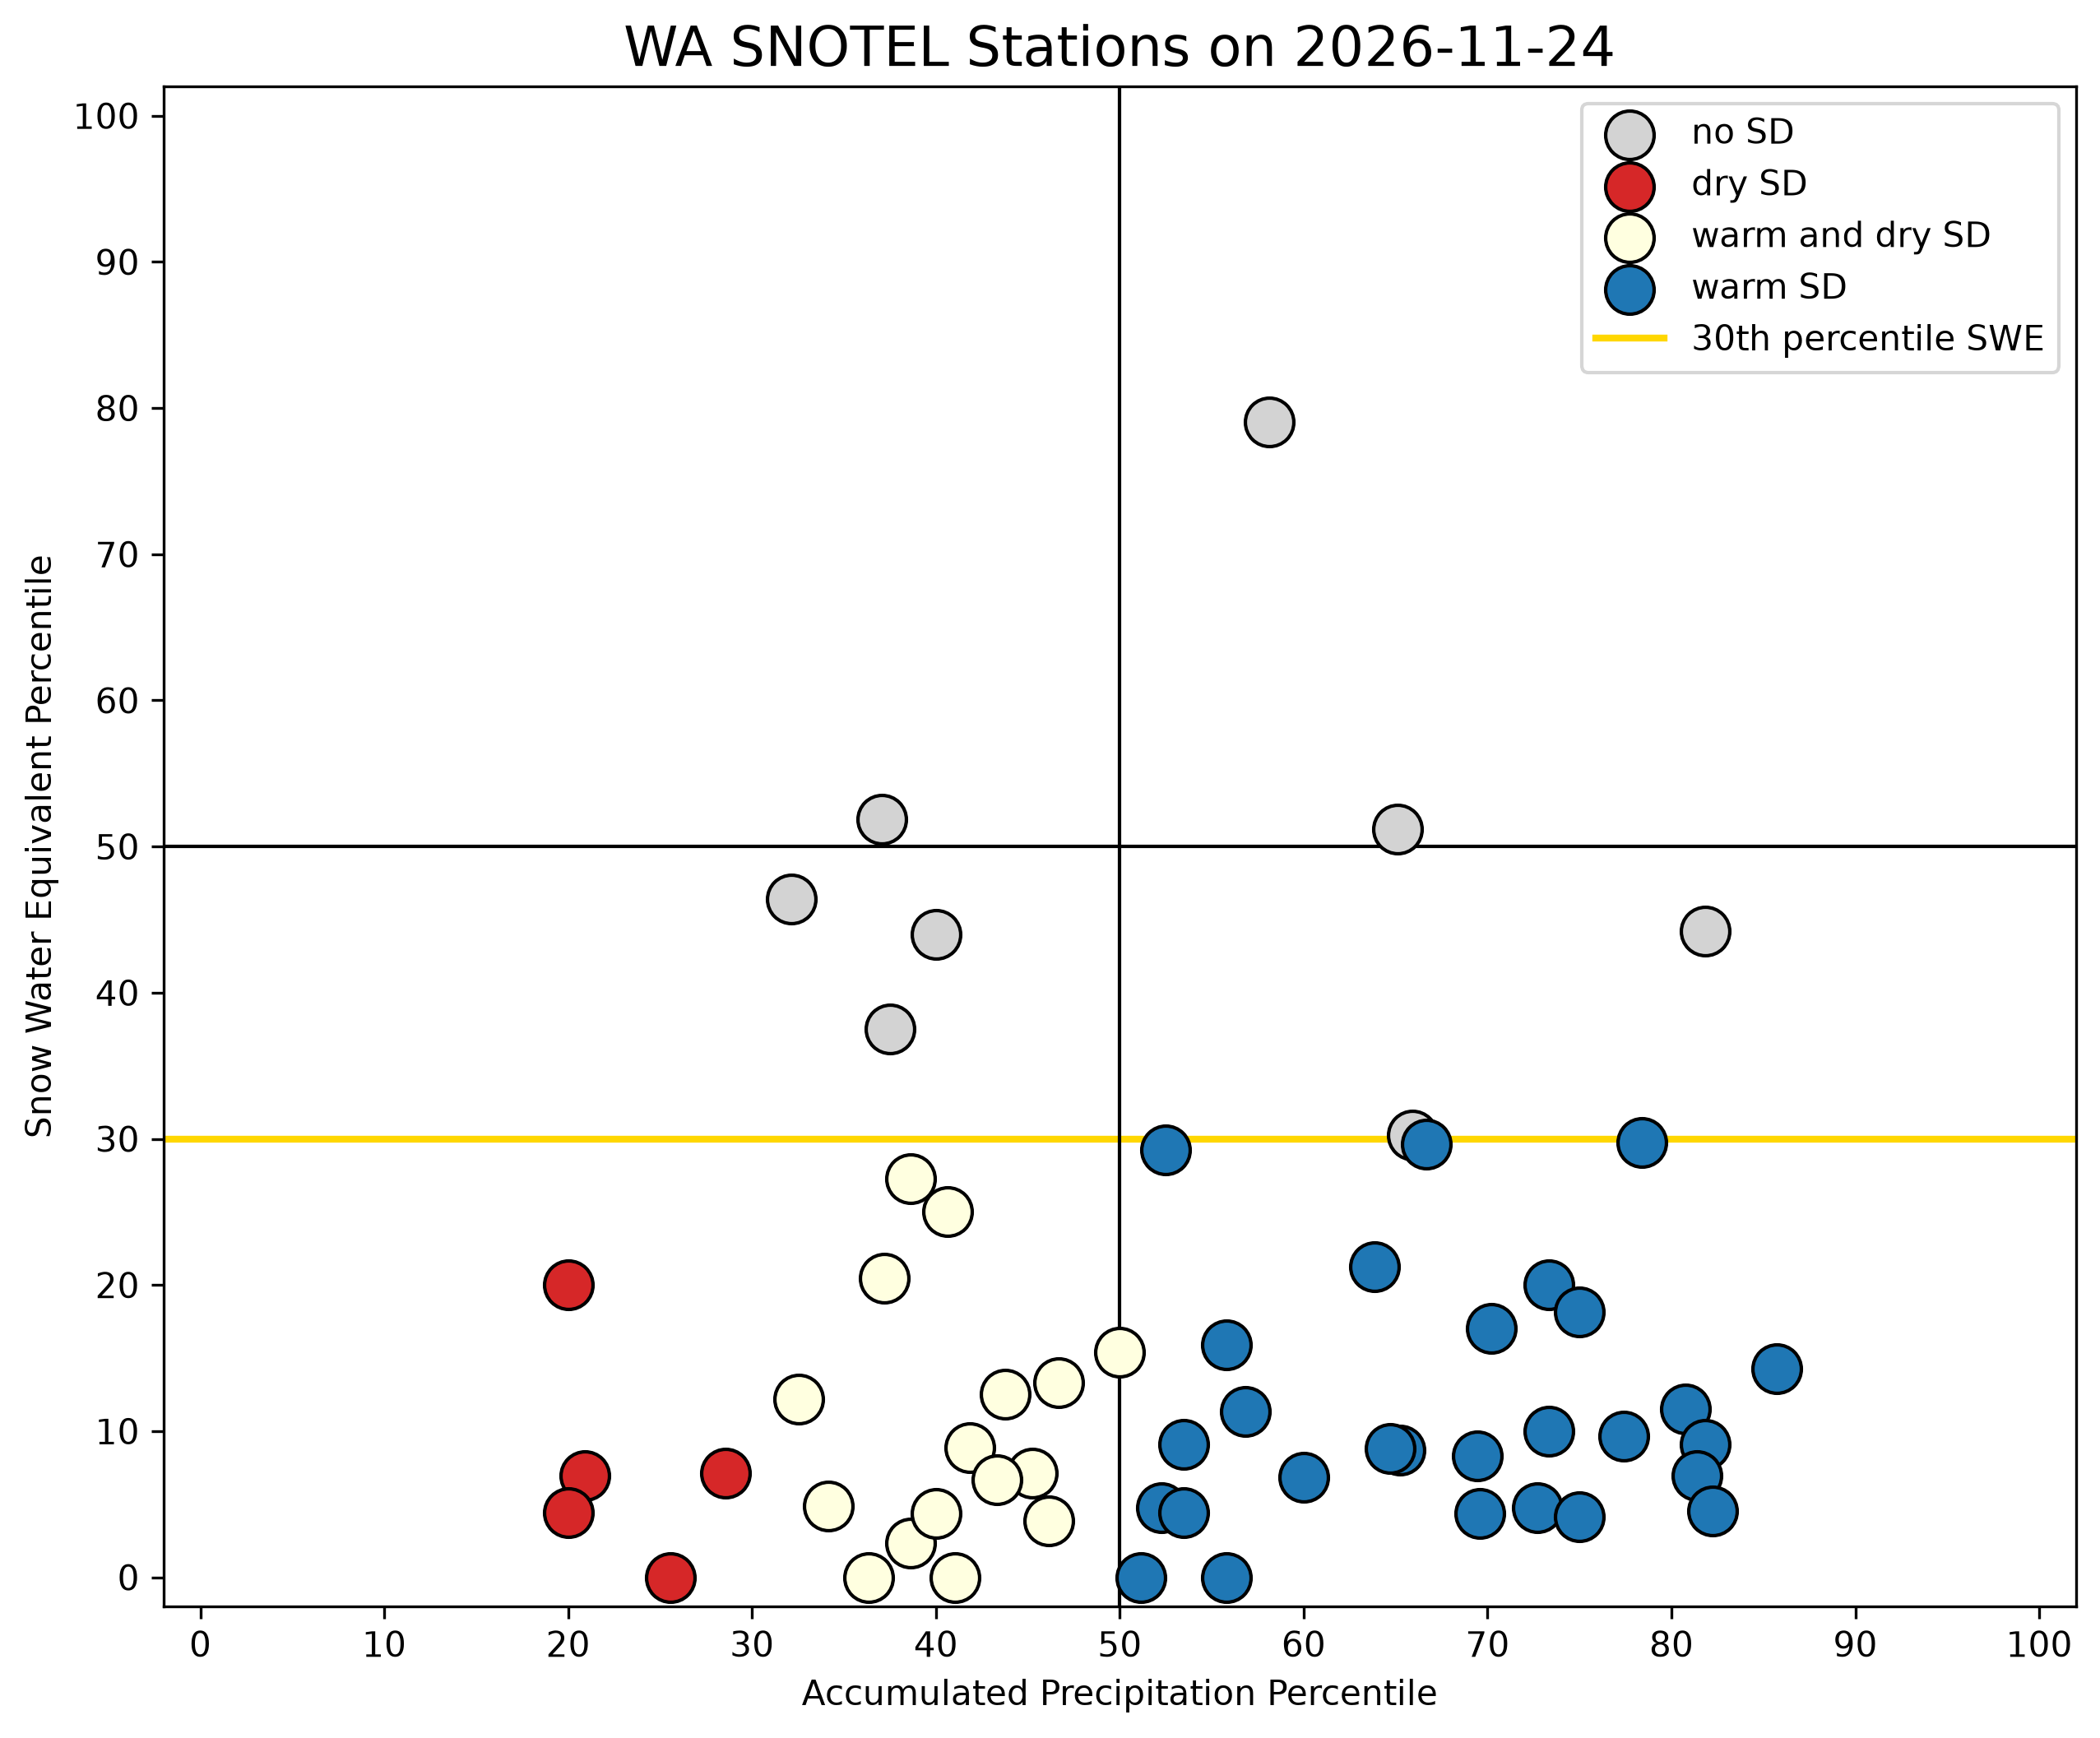 WA SNOTEL Stations on 2026-11-24
no SD
dry SD
warm and dry SD
warm SD
30th percentile SWE
Snow Water Equivalent Percentile
100
90
80
70
60
50
40
30
20
10
0
0 10 20 30 40 50 60 70 80 90 100
Accumulated Precipitation Percentile